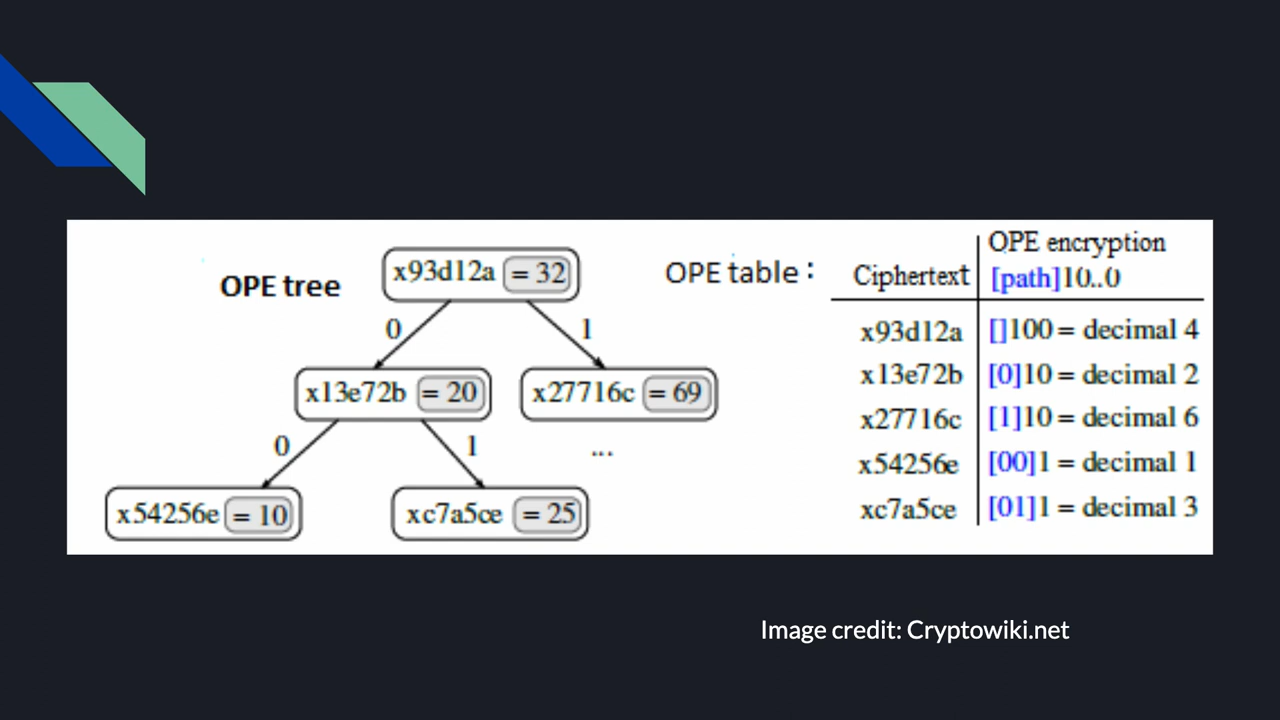 OPE tree
x93d12a = 32
0
1
x13e72b = 20
x27716c = 69
0
1
...
x54256e = 10
xc7a5ce = 25
OPE table :
Ciphertext
OPE encryption
[path]10..0
x93d12a []100 = decimal 4
x13e72b [0]10 = decimal 2
x27716c [1]10 = decimal 6
x54256e [00]1 = decimal 1
xc7a5ce [01]1 = decimal 3
Image credit: Cryptowiki.net